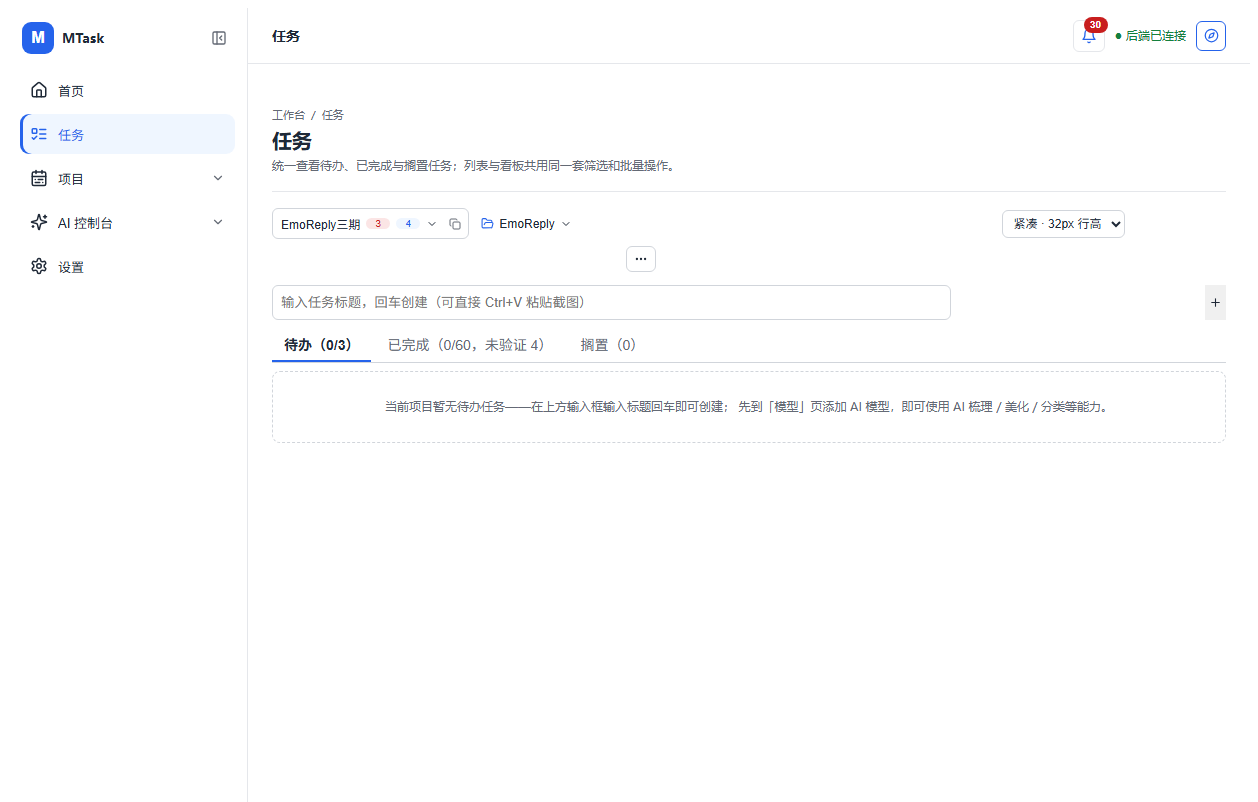 M MTask
首页
任务
项目
AI 控制台
设置
任务
30
后端已连接
工作台 / 任务
任务
统一查看待办、已完成与搁置任务；列表与看板共用同一套筛选和批量操作。
EmoReply三期 3 4
EmoReply
紧凑 · 32px 行高
···
输入任务标题，回车创建（可直接 Ctrl+V 粘贴截图）
+
待办（0/3） 已完成（0/60，未验证 4） 搁置（0）
当前项目暂无待办任务——在上方输入框输入标题回车即可创建； 先到「模型」页添加 AI 模型，即可使用 AI 梳理 / 美化 / 分类等能力。